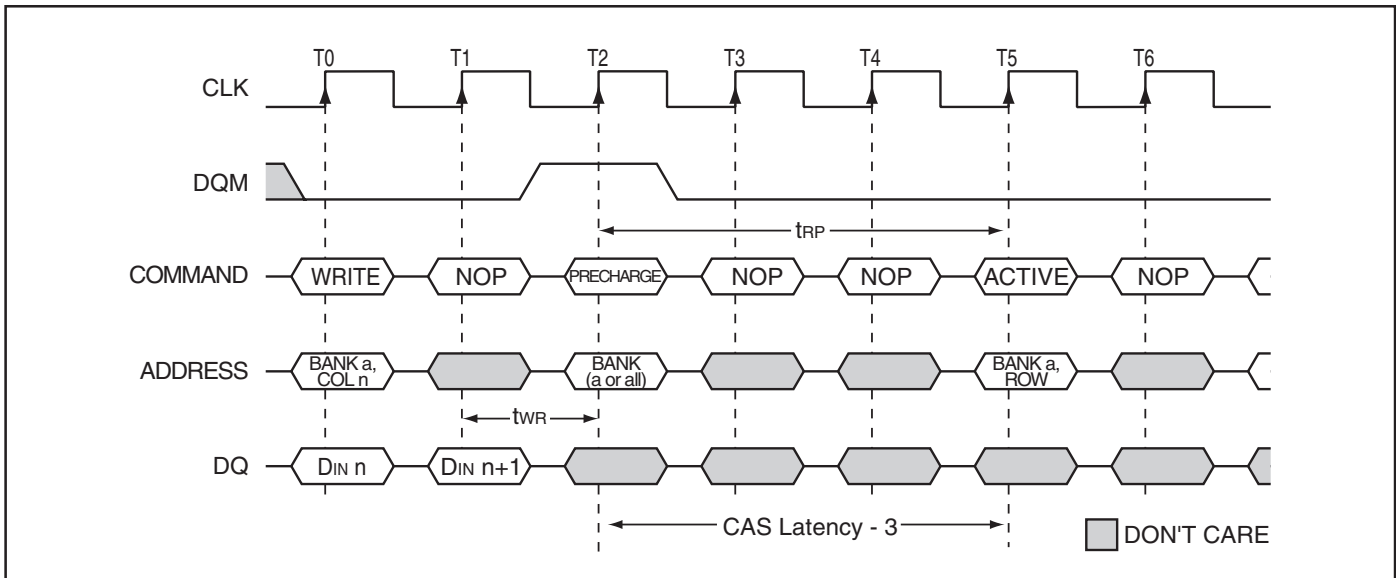 T0 T1 T2 T3 T4 T5 T6
CLK
DQM
tRP
COMMAND WRITE NOP PRECHARGE NOP NOP ACTIVE NOP
ADDRESS BANK a, COL n BANK (a or all) BANK a, ROW
tWR
DQ DIN n DIN n+1
CAS Latency - 3
DON'T CARE